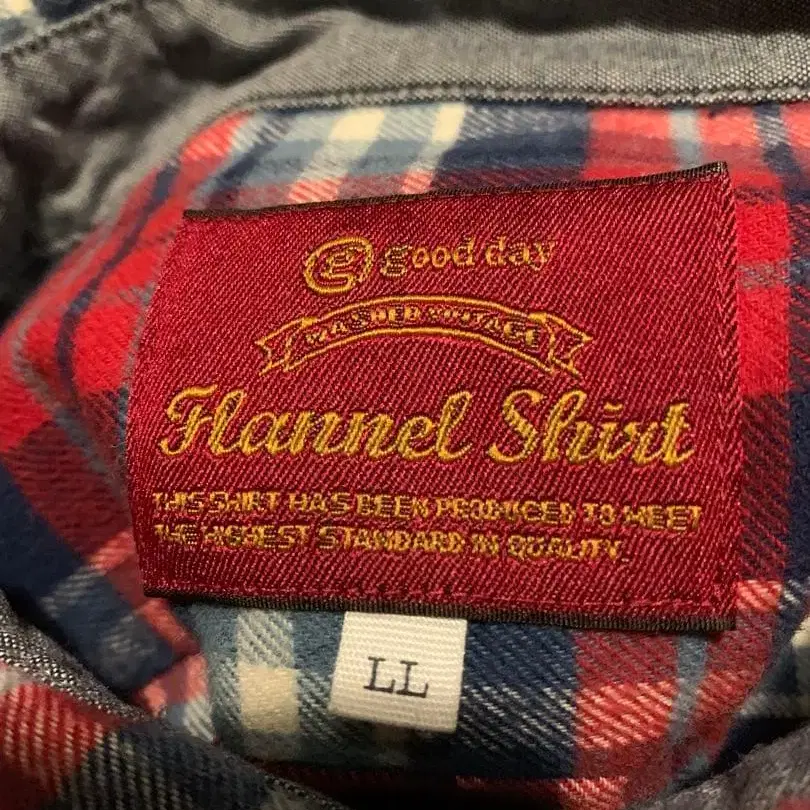 g good day
WASHED VINTAGE
Flannel Shirt
THIS SHIRT HAS BEEN PRODUCED TO MEET
THE HIGHEST STANDARD IN QUALITY.
LL